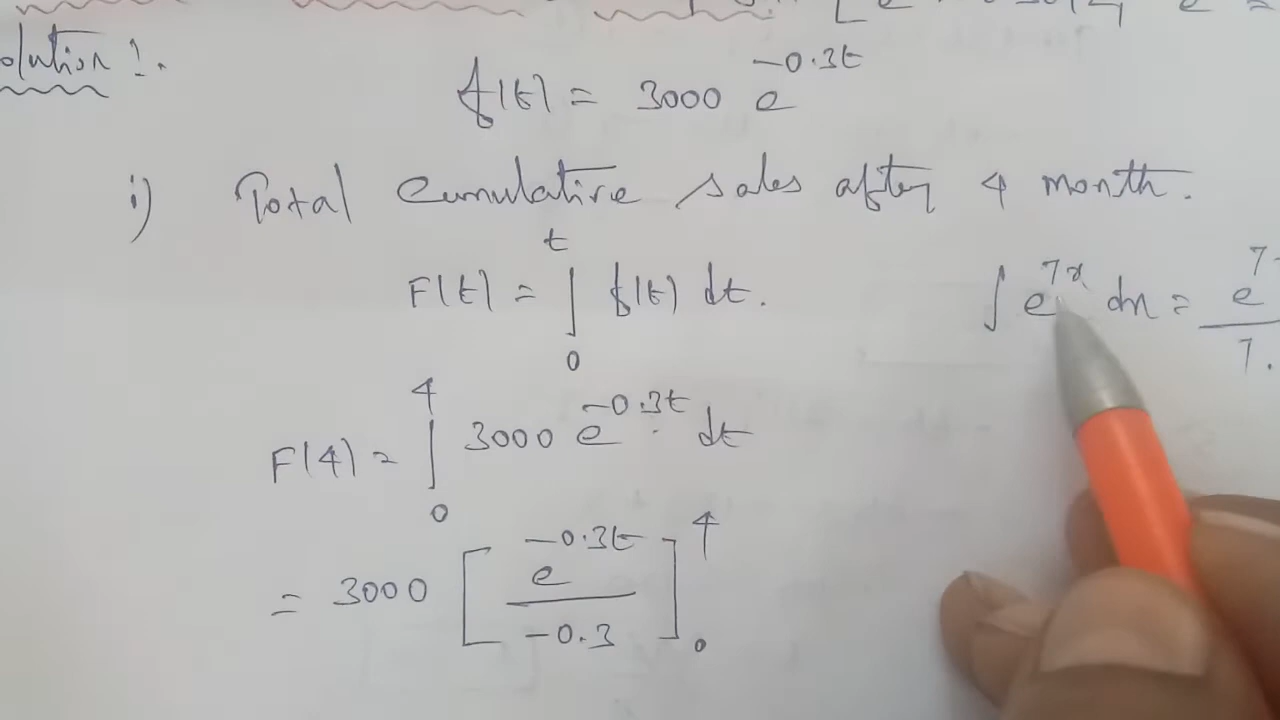 olution :.
f(t) = 3000 e^{-0.3t}
i) Total Cumulative sales after 4 month.
F(t) = ∫_0^t f(t) dt.
∫ e^{7x} dx = e^7 / 7.
F(4) = ∫_0^4 3000 e^{-0.3t} dt
= 3000 [ e^{-0.3t} / -0.3 ]_0^4